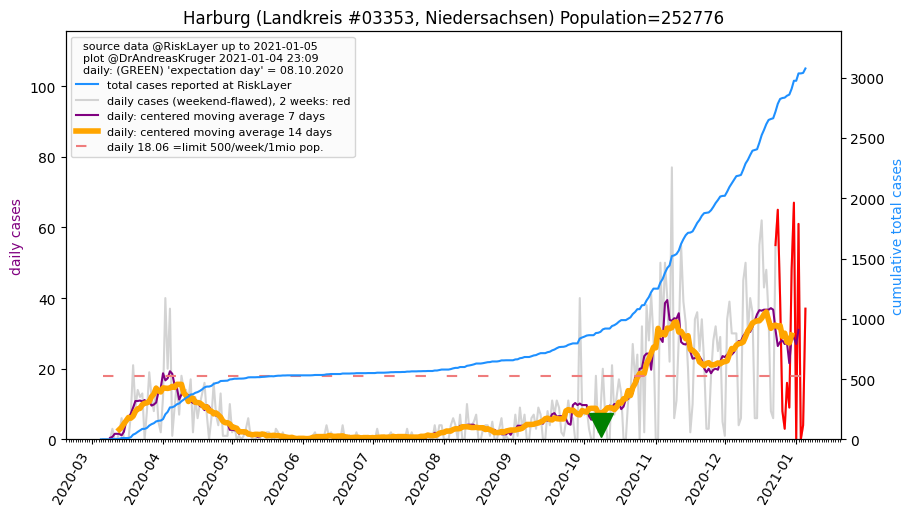 Harburg (Landkreis #03353, Niedersachsen) Population=252776
source data @RiskLayer up to 2021-01-05
plot @DrAndreasKruger 2021-01-04 23:09
daily: (GREEN) 'expectation day' = 08.10.2020
total cases reported at RiskLayer
daily cases (weekend-flawed), 2 weeks: red
daily: centered moving average 7 days
daily: centered moving average 14 days
daily 18.06 =limit 500/week/1mio pop.
daily cases
100
80
60
40
20
0
cumulative total cases
3000
2500
2000
1500
1000
500
0
2020-03
2020-04
2020-05
2020-06
2020-07
2020-08
2020-09
2020-10
2020-11
2020-12
2021-01